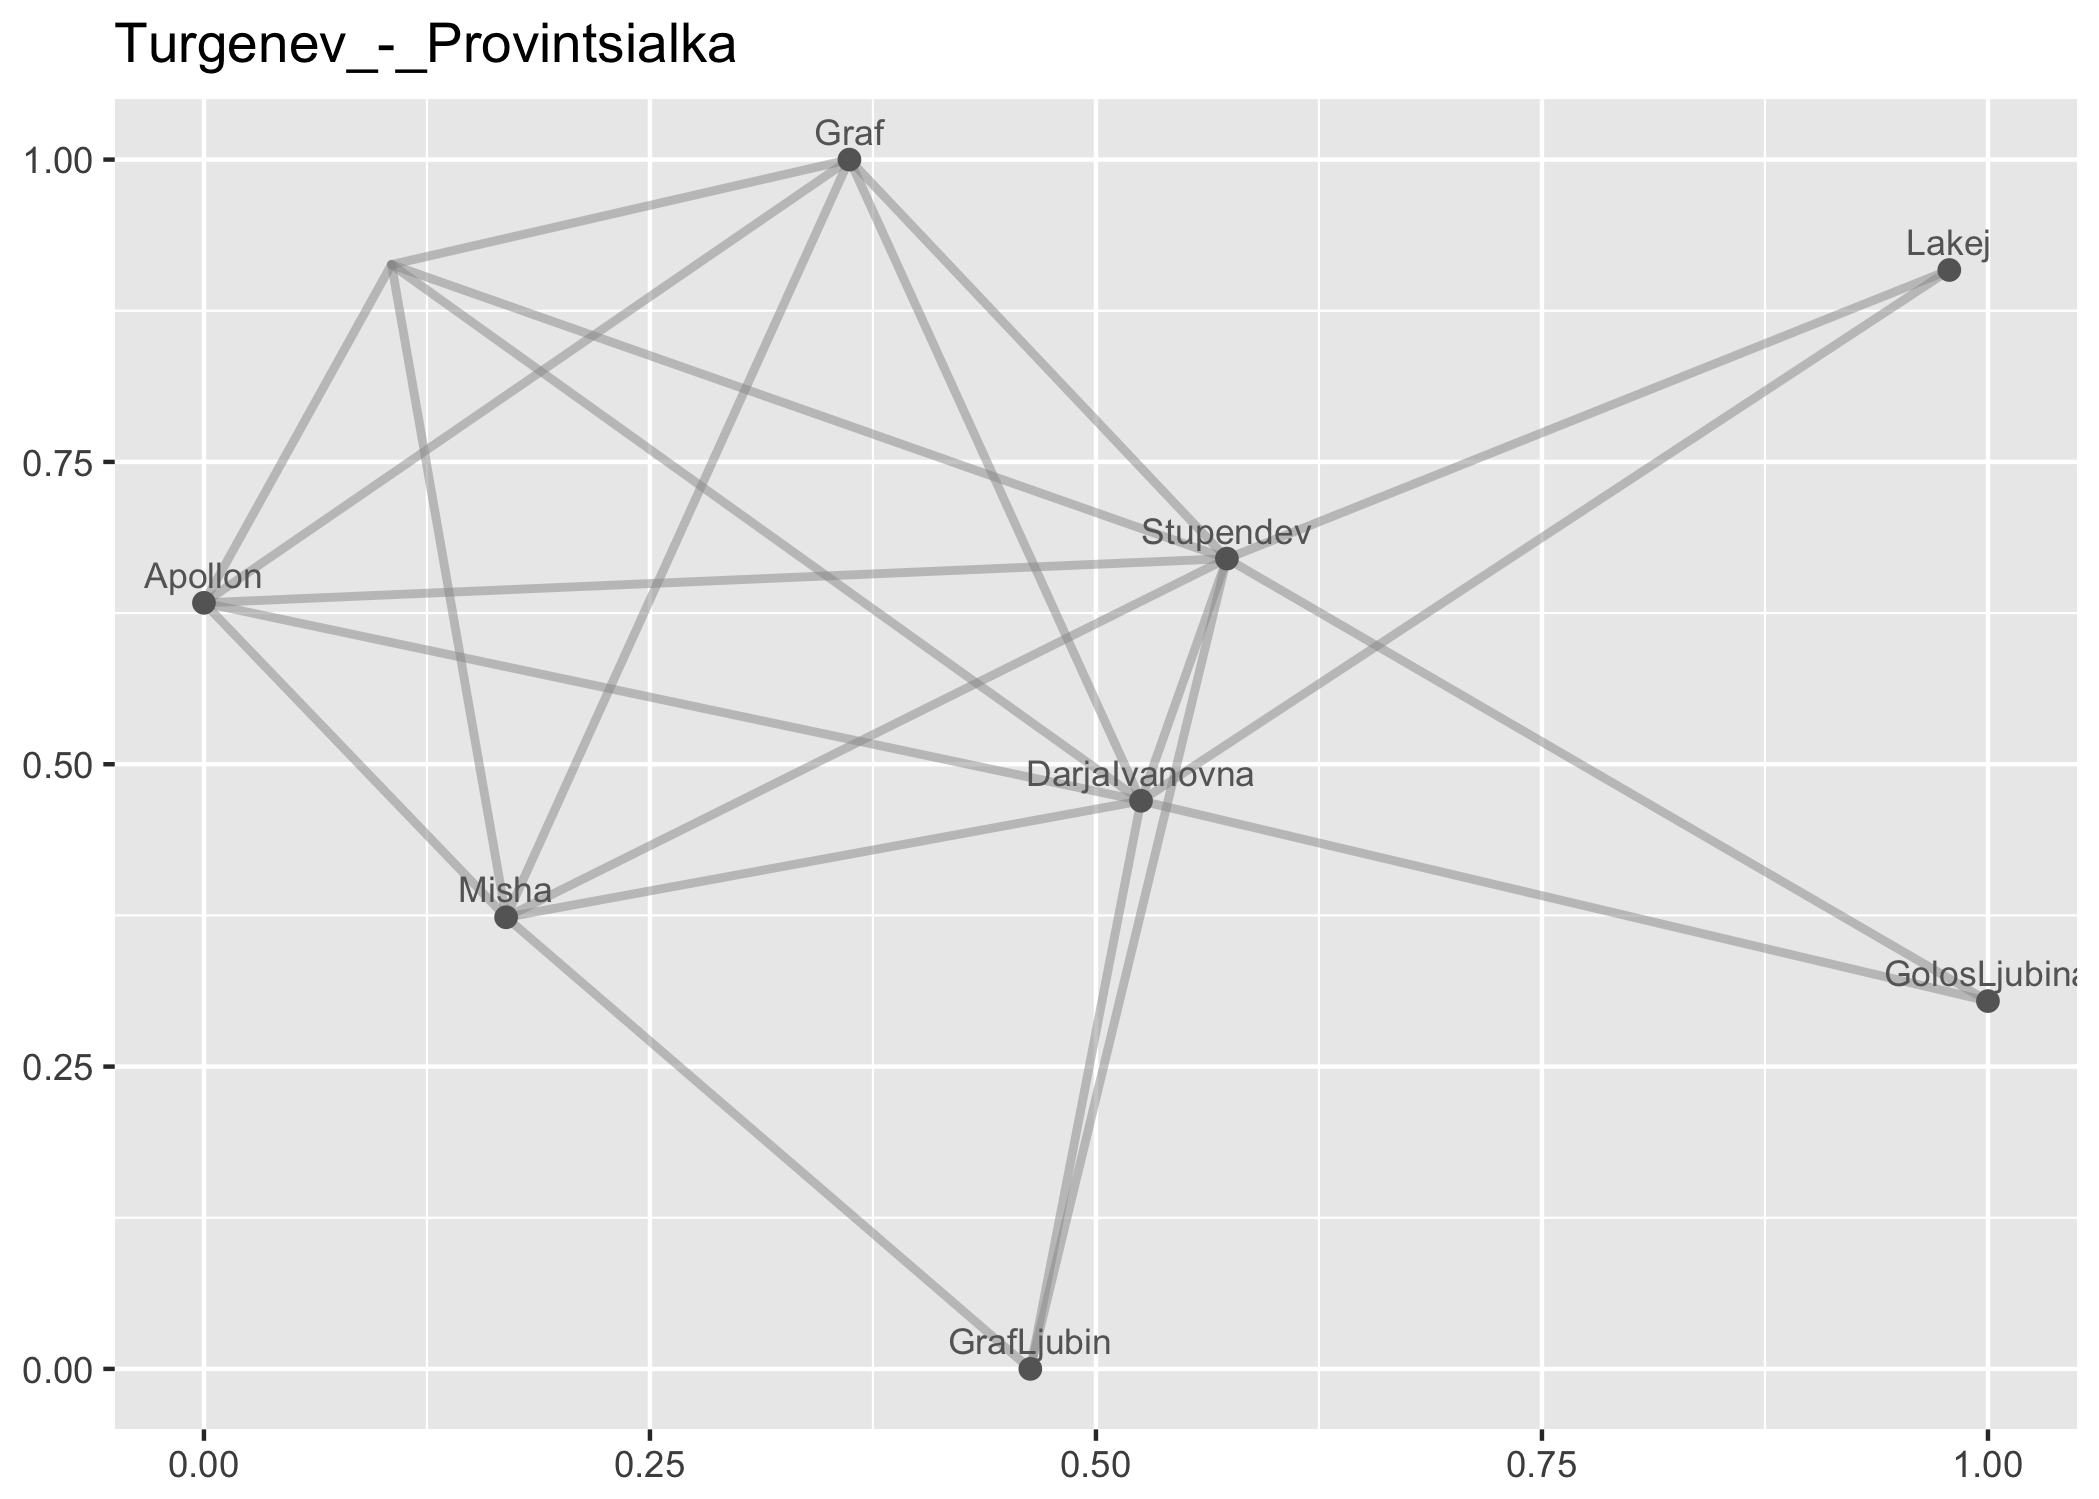 Turgenev_-_Provintsialka
Graf
1.00
Lakej
0.75
Stupendev
Apollon
0.50
DarjaIvanovna
Misha
GolosLjubina
0.25
GrafLjubin
0.00
0.00 0.25 0.50 0.75 1.00